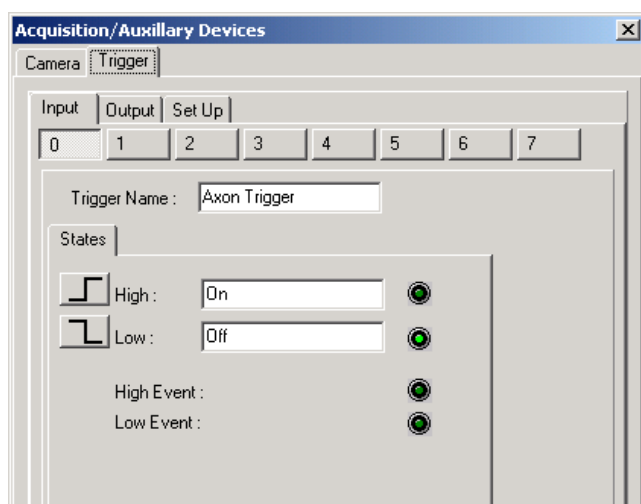 Acquisition/Auxillary Devices
Camera Trigger
Input Output Set Up
0 1 2 3 4 5 6 7
Trigger Name : Axon Trigger
States
High : On
Low : Off
High Event :
Low Event :